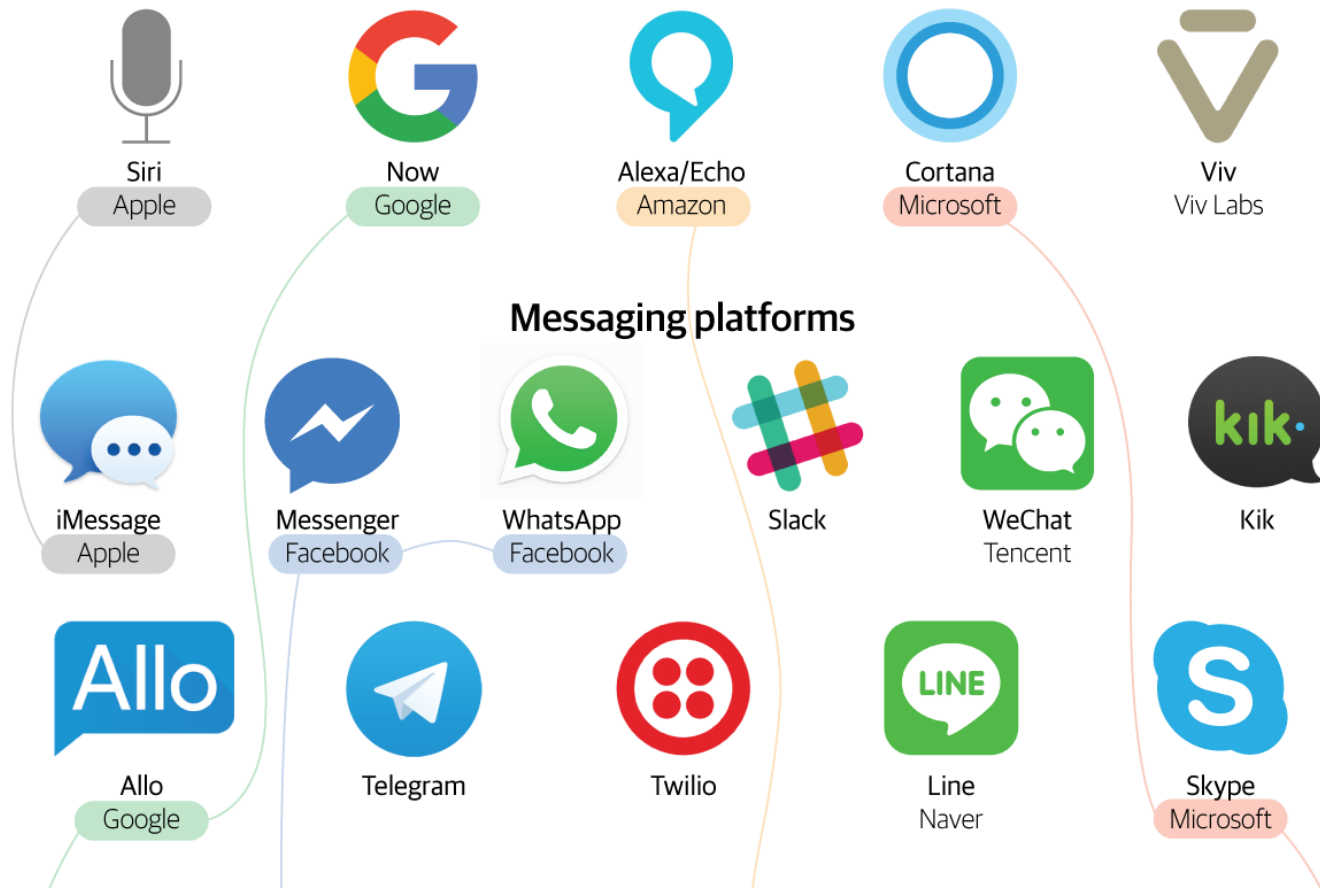 Siri
Apple
Now
Google
Alexa/Echo
Amazon
Cortana
Microsoft
Viv
Viv Labs
Messaging platforms
iMessage
Apple
Messenger
Facebook
WhatsApp
Facebook
Slack
WeChat
Tencent
kik
Kik
Allo
Allo
Google
Telegram
Twilio
LINE
Line
Naver
S
Skype
Microsoft